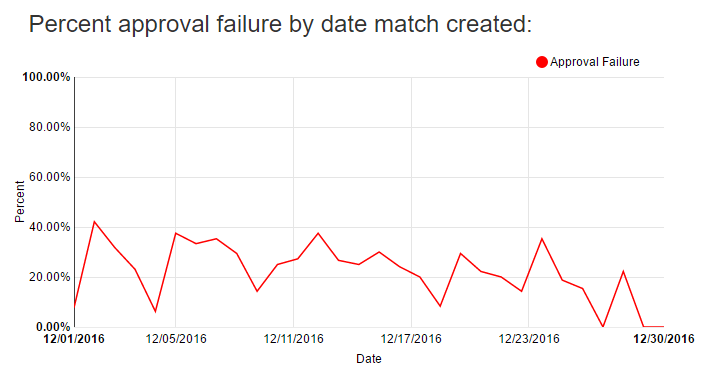 Percent approval failure by date match created:
Approval Failure
100.00%
80.00%
60.00%
40.00%
20.00%
0.00%
Percent
12/01/2016 12/05/2016 12/11/2016 12/17/2016 12/23/2016 12/30/2016
Date